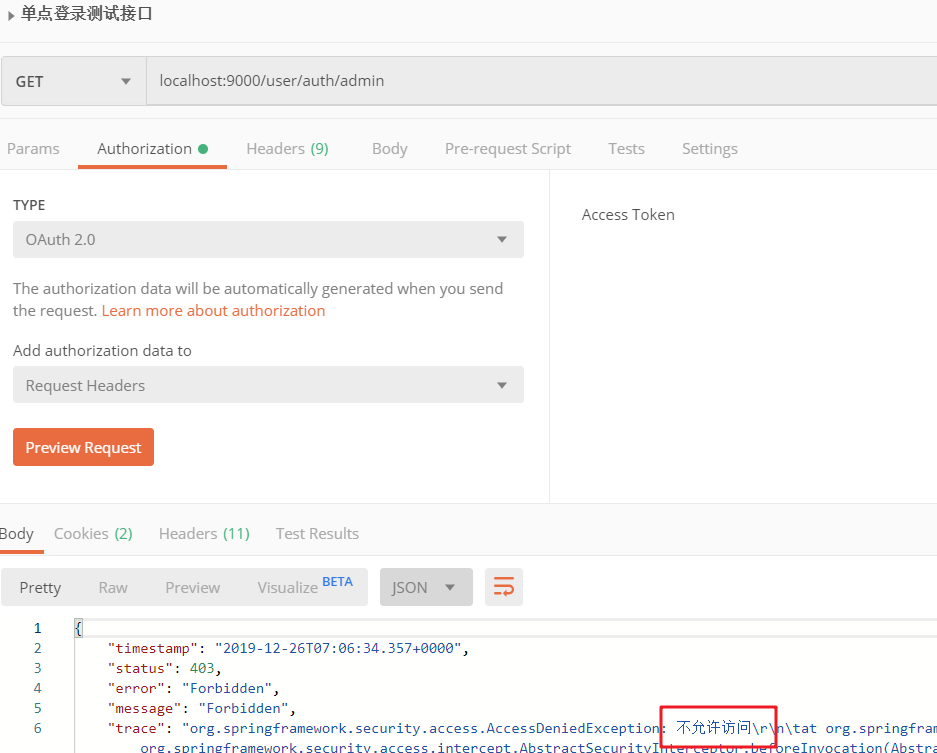 单点登录测试接口
GET localhost:9000/user/auth/admin
Params Authorization Headers (9) Body Pre-request Script Tests Settings
TYPE
OAuth 2.0
Access Token
The authorization data will be automatically generated when you send
the request. Learn more about authorization
Add authorization data to
Request Headers
Preview Request
Body Cookies (2) Headers (11) Test Results
Pretty Raw Preview Visualize BETA JSON
1 {
2 "timestamp": "2019-12-26T07:06:34.357+0000",
3 "status": 403,
4 "error": "Forbidden",
5 "message": "Forbidden",
6 "trace": "org.springframework.security.access.AccessDeniedException: 不允许访问\r\n\tat org.springfram
org.springframework.security.access.intercept.AbstractSecurityInterceptor.beforeInvocation(Abstra